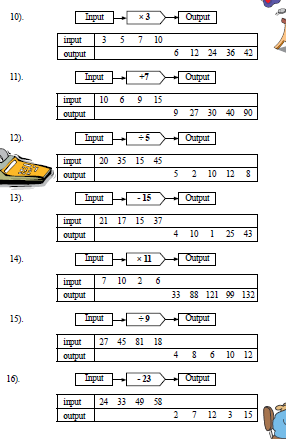 10). Input × 3 Output
input 3 5 7 10
output 6 12 24 36 42
11). Input +7 Output
input 10 6 9 15
output 9 27 30 40 90
12). Input ÷ 5 Output
input 20 35 15 45
output 5 2 10 12 8
13). Input - 15 Output
input 21 17 15 37
output 4 10 1 25 43
14). Input × 11 Output
input 7 10 2 6
output 33 88 121 99 132
15). Input ÷ 9 Output
input 27 45 81 18
output 4 8 6 10 12
16). Input - 23 Output
input 24 33 49 58
output 2 7 12 3 15